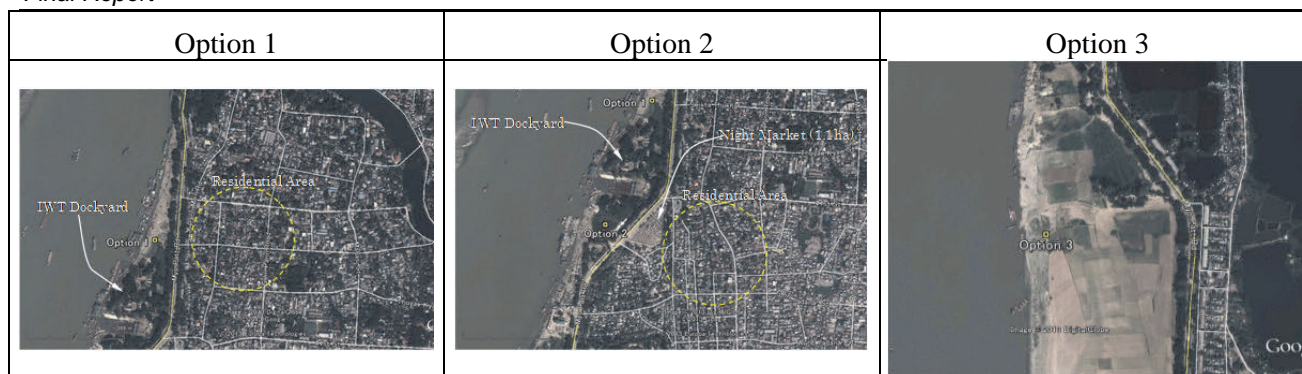 Final Report
Option 1
Option 2
Option 3
Residential Area
IWT Dockyard
Option 1
Option 1
IWT Dockyard
Night Market (1.1ha)
Residential Area
Option 2
Option 3
Goo